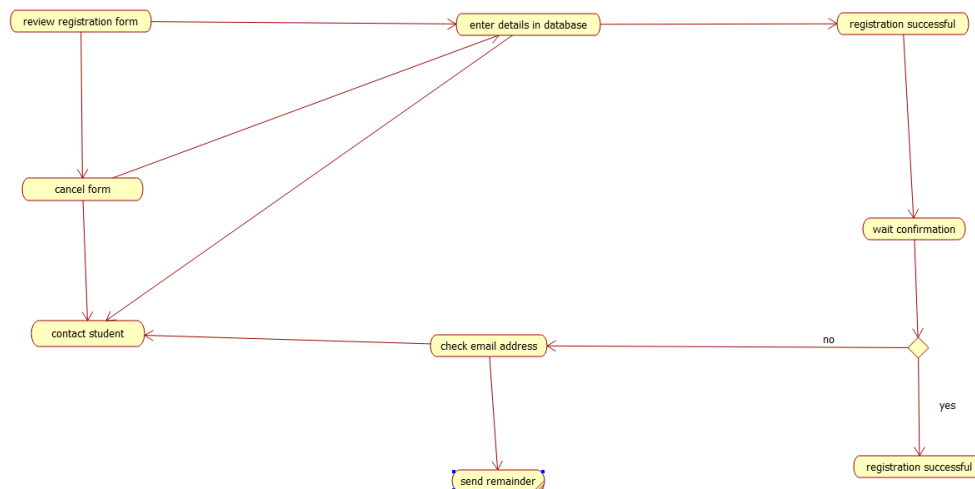 review registration form
enter details in database
registration successful
cancel form
wait confirmation
contact student
check email address
no
yes
registration successful
send remainder